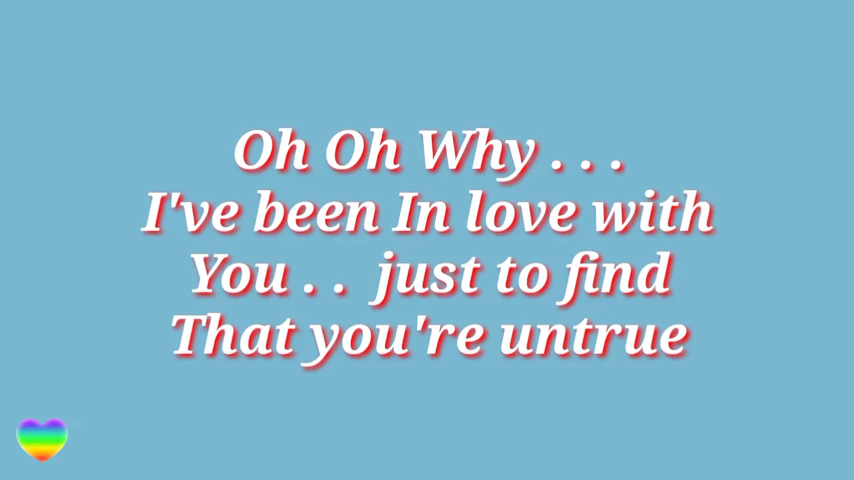 Oh Oh Why . . .
I've been In love with
You . .  just to find
That you're untrue